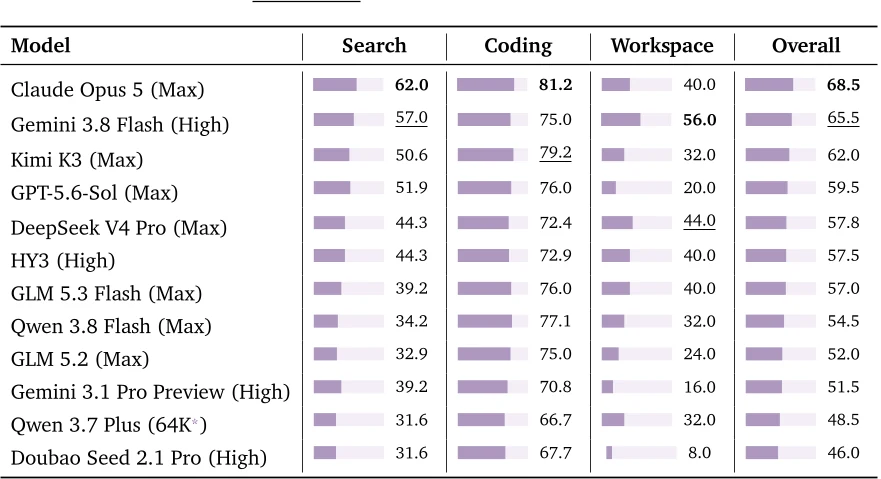 Model Search Coding Workspace Overall
Claude Opus 5 (Max) 62.0 81.2 40.0 68.5
Gemini 3.8 Flash (High) 57.0 75.0 56.0 65.5
Kimi K3 (Max) 50.6 79.2 32.0 62.0
GPT-5.6-Sol (Max) 51.9 76.0 20.0 59.5
DeepSeek V4 Pro (Max) 44.3 72.4 44.0 57.8
HY3 (High) 44.3 72.9 40.0 57.5
GLM 5.3 Flash (Max) 39.2 76.0 40.0 57.0
Qwen 3.8 Flash (Max) 34.2 77.1 32.0 54.5
GLM 5.2 (Max) 32.9 75.0 24.0 52.0
Gemini 3.1 Pro Preview (High) 39.2 70.8 16.0 51.5
Qwen 3.7 Plus (64K*) 31.6 66.7 32.0 48.5
Doubao Seed 2.1 Pro (High) 31.6 67.7 8.0 46.0